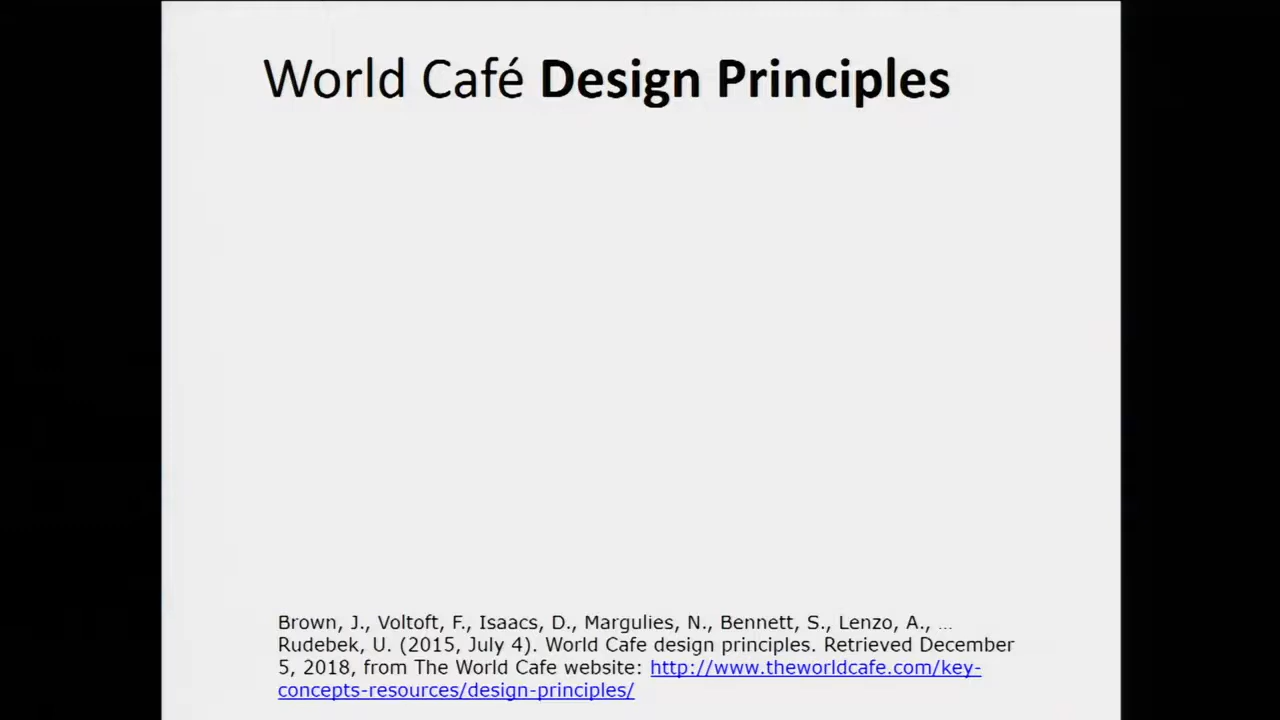 World Café Design Principles
Brown, J., Voltoft, F., Isaacs, D., Margulies, N., Bennett, S., Lenzo, A., ...
Rudebek, U. (2015, July 4). World Cafe design principles. Retrieved December
5, 2018, from The World Cafe website: http://www.theworldcafe.com/key-
concepts-resources/design-principles/